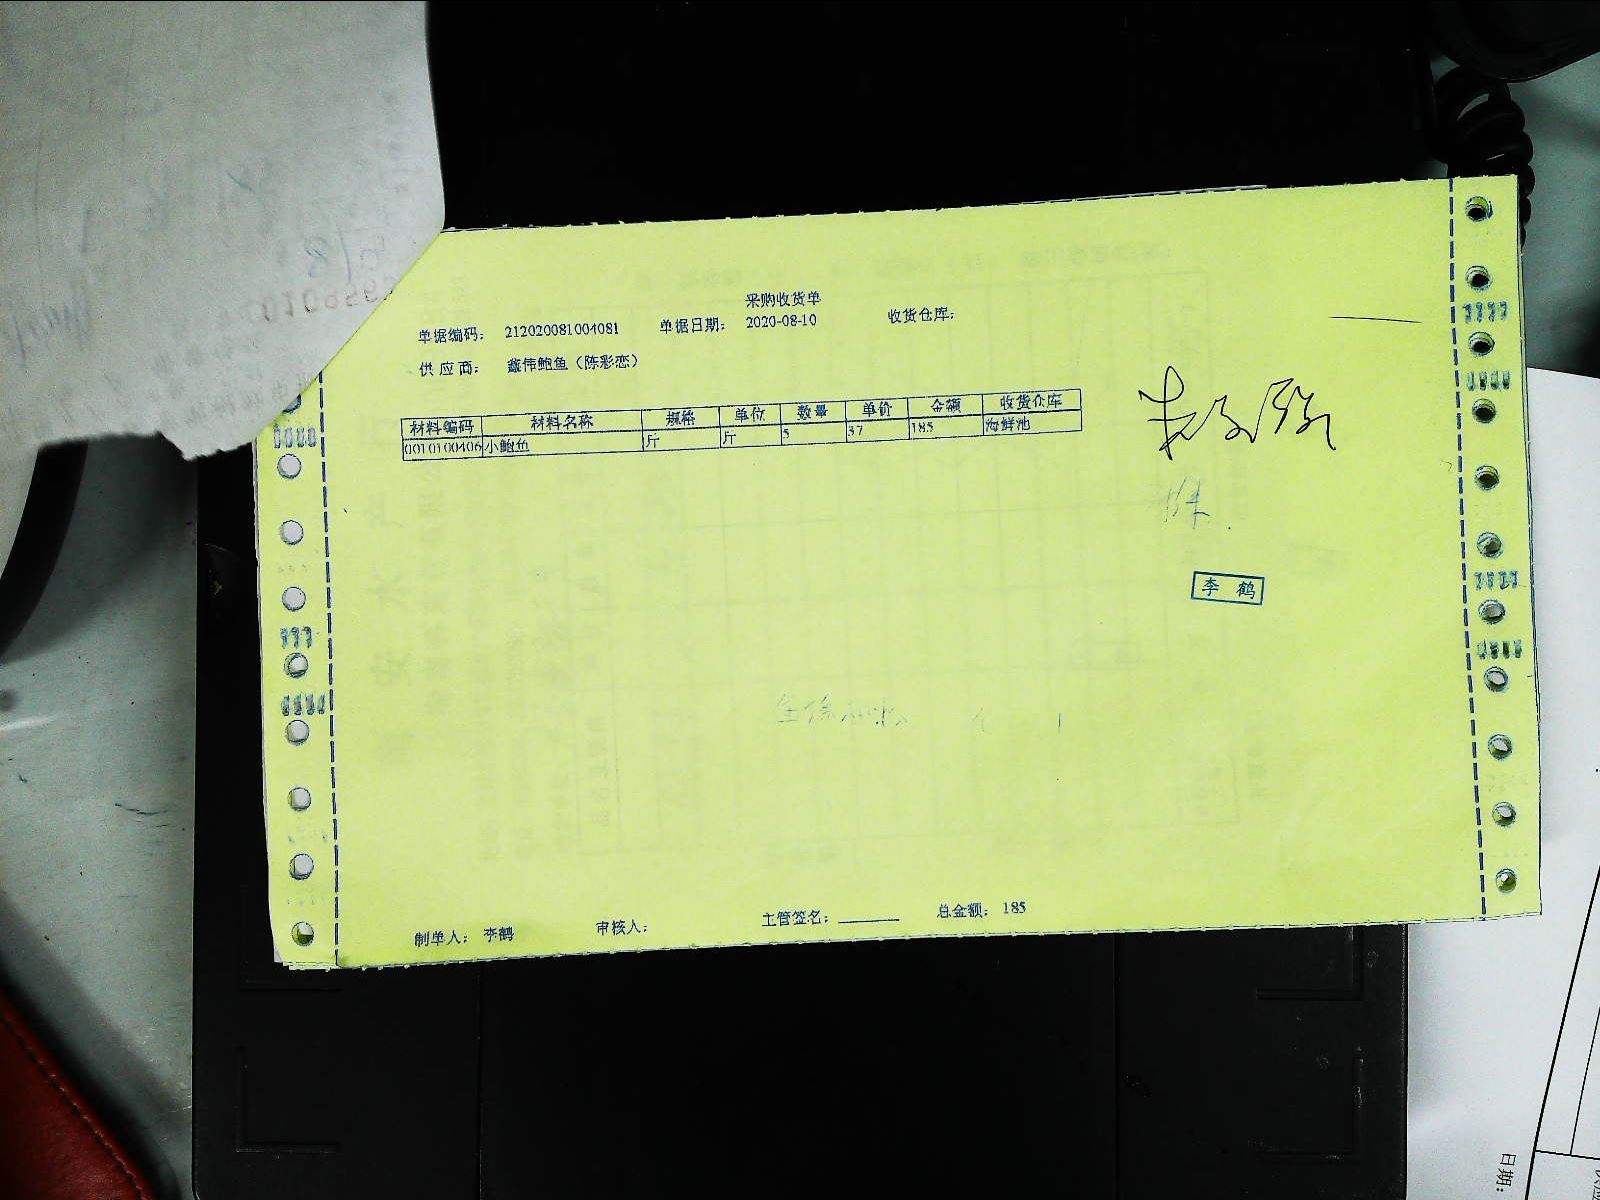 采购收货单
单据编码: 212020081004081 单据日期: 2020-08-10 收货仓库:
供应商: 鑫伟鲍鱼(陈彩恋)
材料编码 材料名称 规格 单位 数量 单价 金额 收货仓库
0010100406 小鲍鱼 斤 斤 5 37 185 海鲜池
李鹤
制单人: 李鹤 审核人: 主管签名: ______ 总金额: 185
日期: